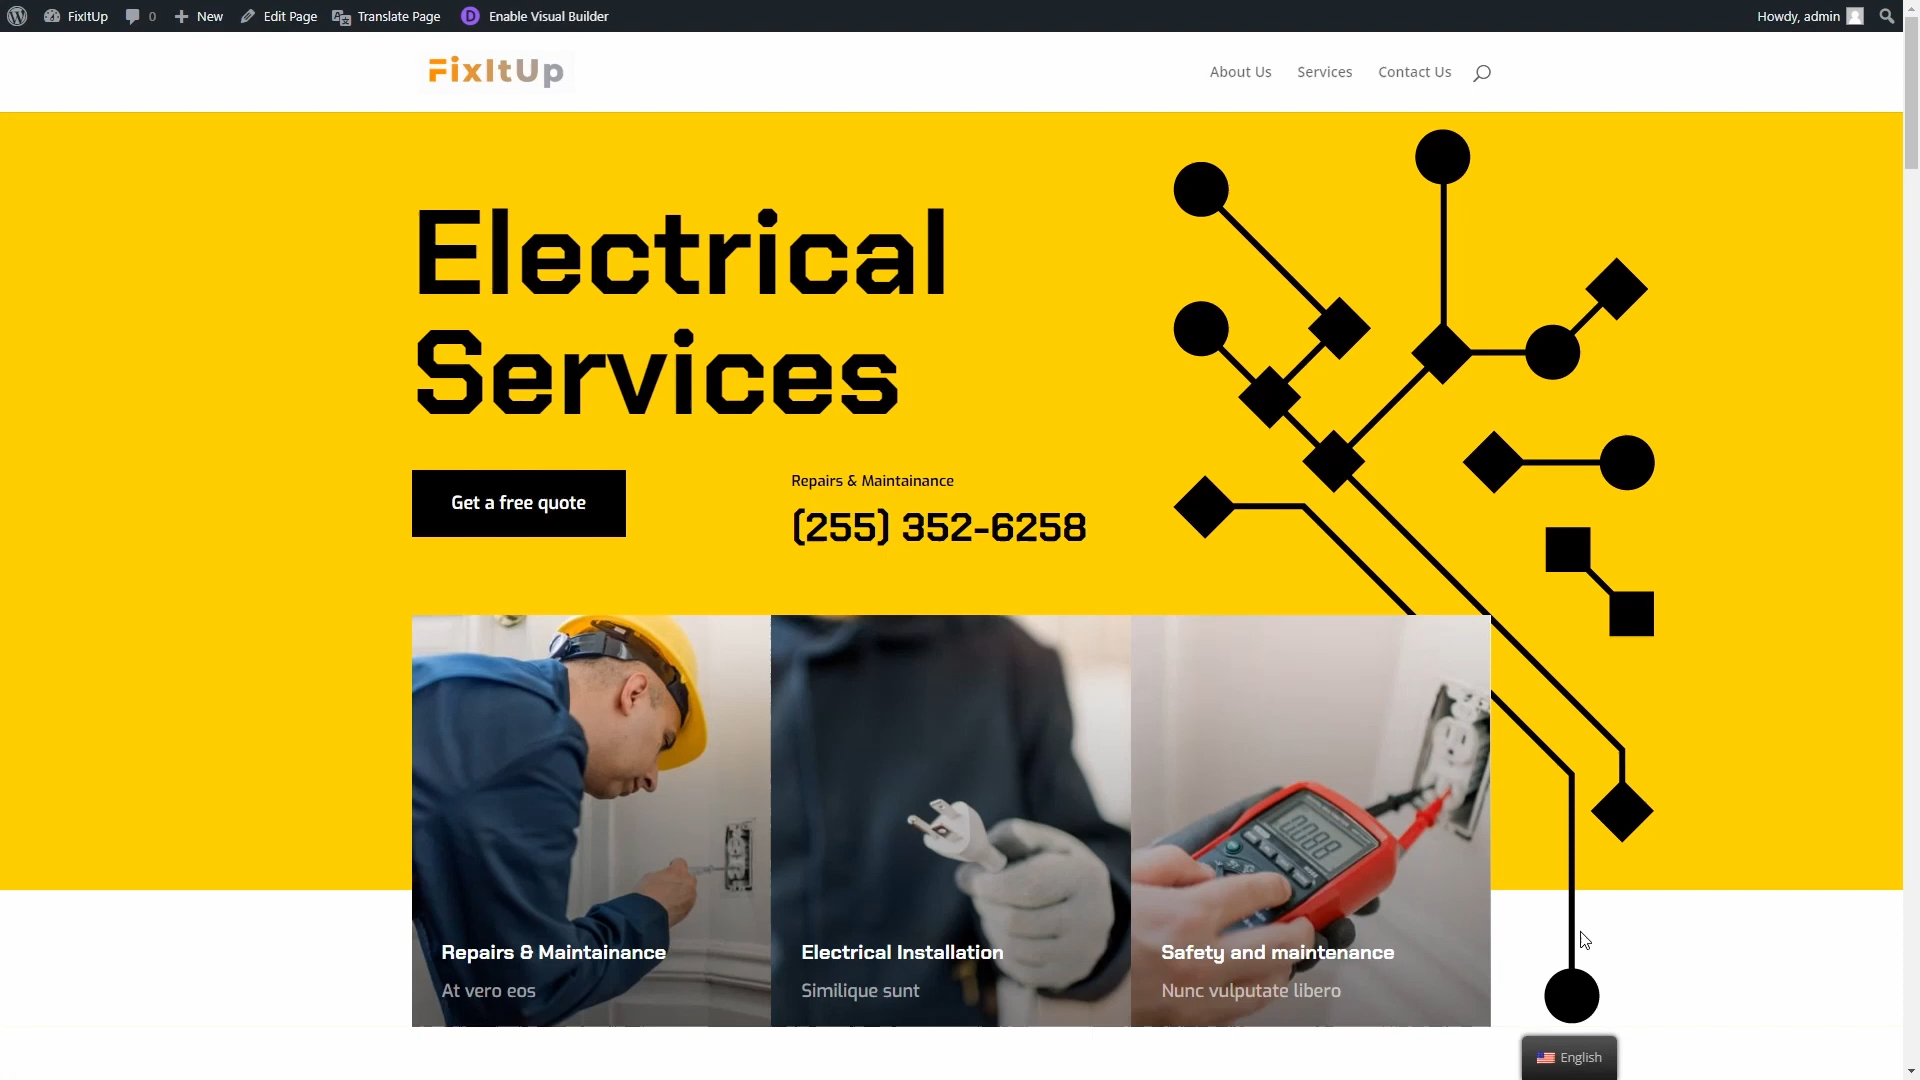 FixItUp 0 New Edit Page Translate Page D Enable Visual Builder Howdy, admin
FixItUp About Us Services Contact Us
Electrical
Services
Get a free quote
Repairs & Maintainance
(255) 352-6258
Repairs & Maintainance
At vero eos
Electrical Installation
Similique sunt
Safety and maintenance
Nunc vulputate libero
English